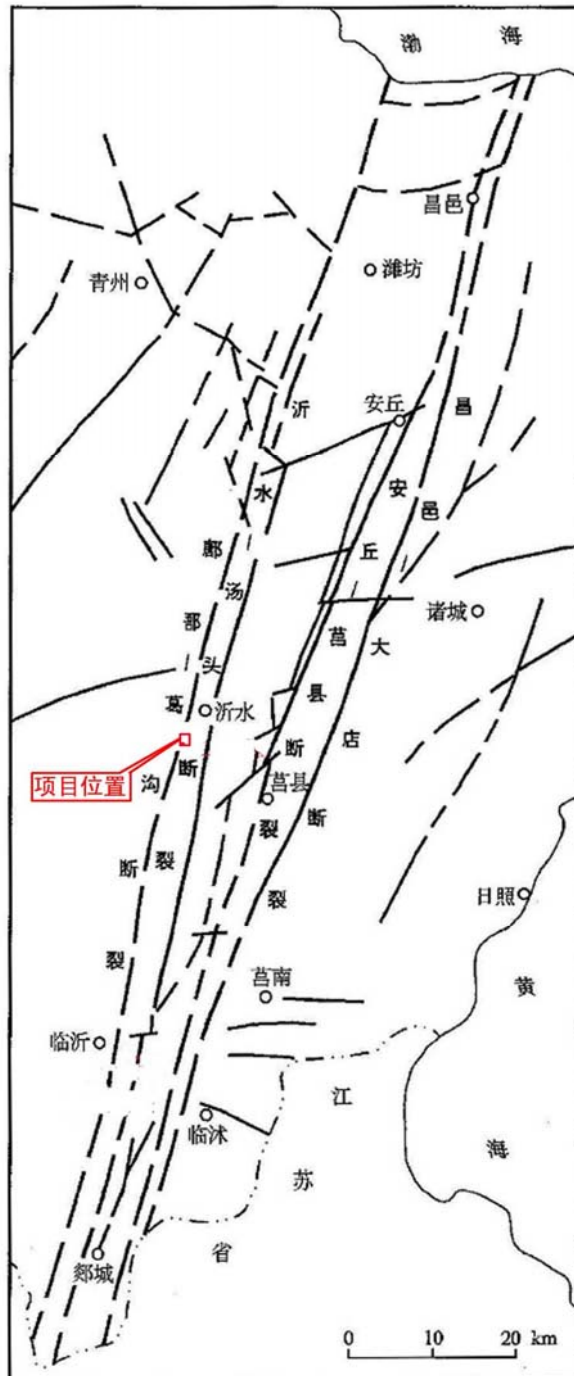 渤海
昌邑
潍坊
青州
安丘
沂水汤头断裂
鄌郚葛沟断裂
安丘莒县断裂
昌邑大店断裂
诸城
沂水
项目位置
莒县
日照
莒南
临沂
临沭
黄海
江苏省
郯城
0 10 20 km